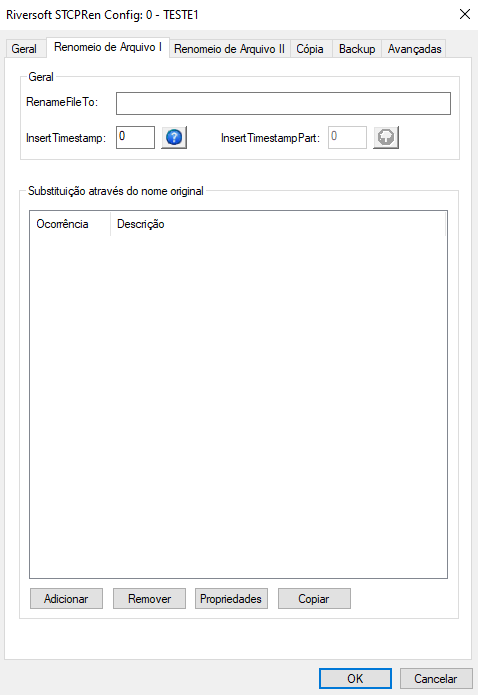 Riversoft STCPRen Config: 0 - TESTE1
Geral Renomeio de Arquivo I Renomeio de Arquivo II Cópia Backup Avançadas
Geral
RenameFileTo:
InsertTimestamp: 0 ? InsertTimestampPart: 0
Substituição através do nome original
Ocorrência Descrição
Adicionar Remover Propriedades Copiar
OK Cancelar